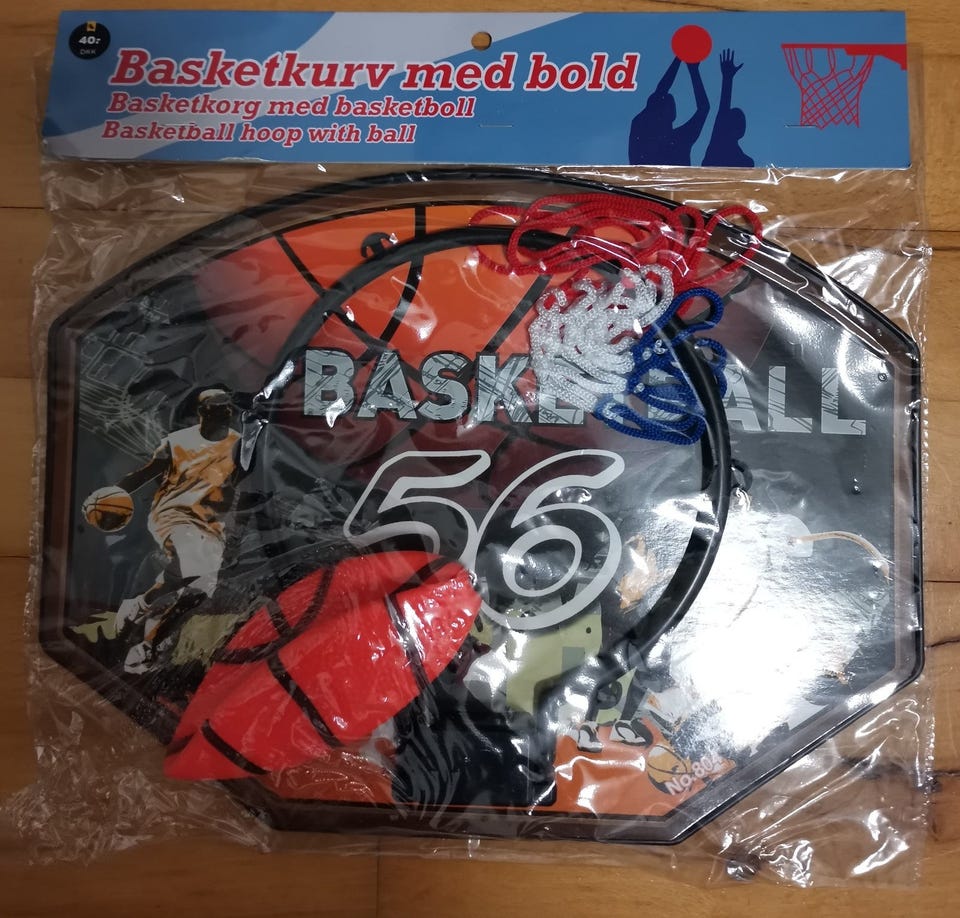 40:-
DKK
Basketkurv med bold
Basketkorg med basketboll
Basketball hoop with ball
BASKETBALL
56